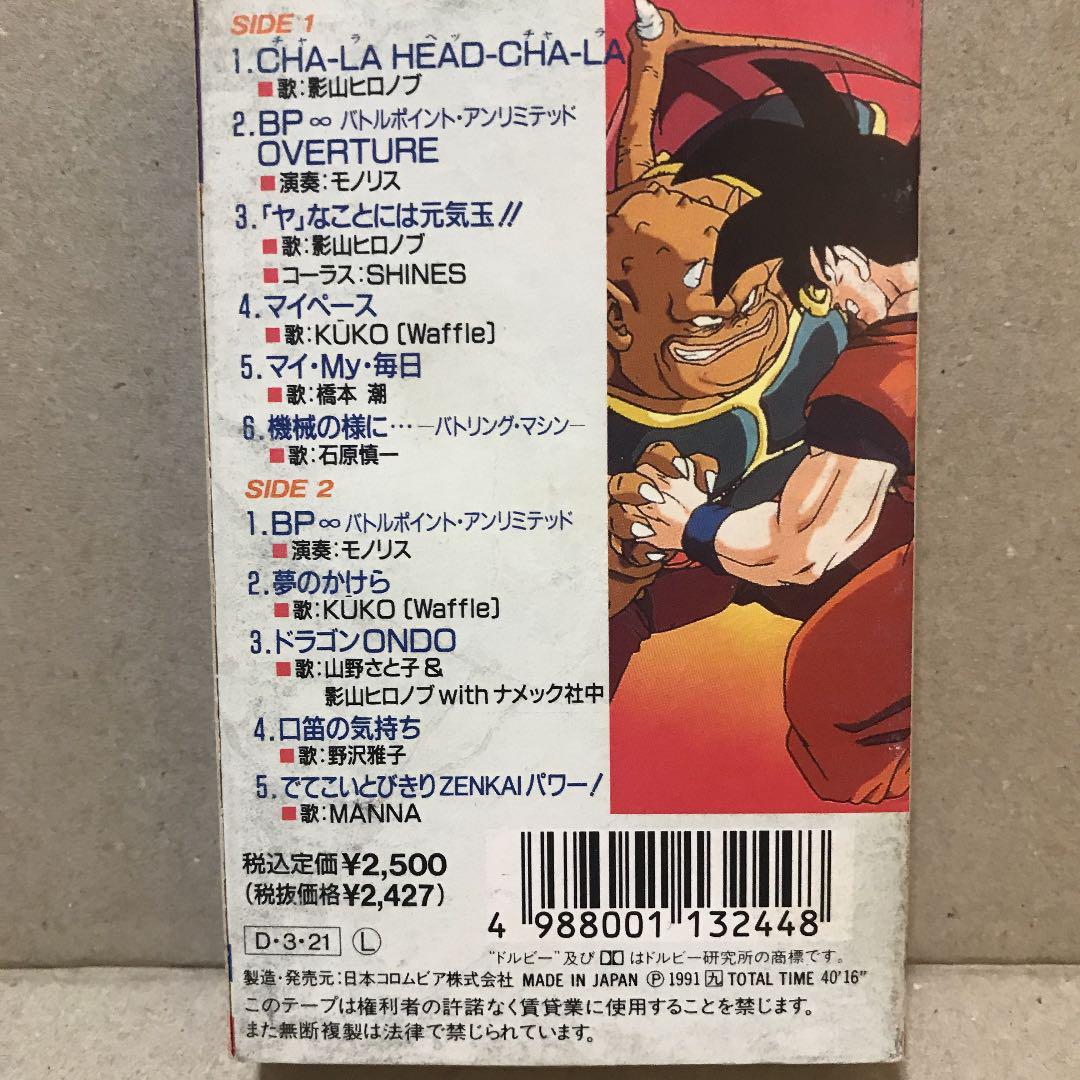 SIDE 1
チャ ラ ヘッ チャ ラ
1.CHA-LA HEAD-CHA-LA
■歌:影山ヒロノブ
2.BP∞バトルポイント・アンリミテッド
OVERTURE
■演奏:モノリス
3.「ヤ」なことには元気玉!!
■歌:影山ヒロノブ
■コーラス:SHINES
4.マイペース
■歌:KŪKO〔Waffle〕
5.マイ・My・毎日
■歌:橋本 潮
6.機械の様に…―バトリング・マシン―
■歌:石原慎一
SIDE 2
1.BP∞バトルポイント・アンリミテッド
■演奏:モノリス
2.夢のかけら
■歌:KŪKO〔Waffle〕
3.ドラゴンONDO
■歌:山野さと子&
影山ヒロノブwithナメック社中
4.口笛の気持ち
■歌:野沢雅子
5.でてこいとびきりZENKAIパワー!
■歌:MANNA
税込定価¥2,500
(税抜価格¥2,427)
4 988001 132448
D・3・21 Ⓛ
"ドルビー"及びDDはドルビー研究所の商標です。
製造・発売元:日本コロムビア株式会社 MADE IN JAPAN Ⓟ1991 九 TOTAL TIME 40'16"
このテープは権利者の許諾なく賃貸業に使用することを禁じます。
また無断複製は法律で禁じられています。